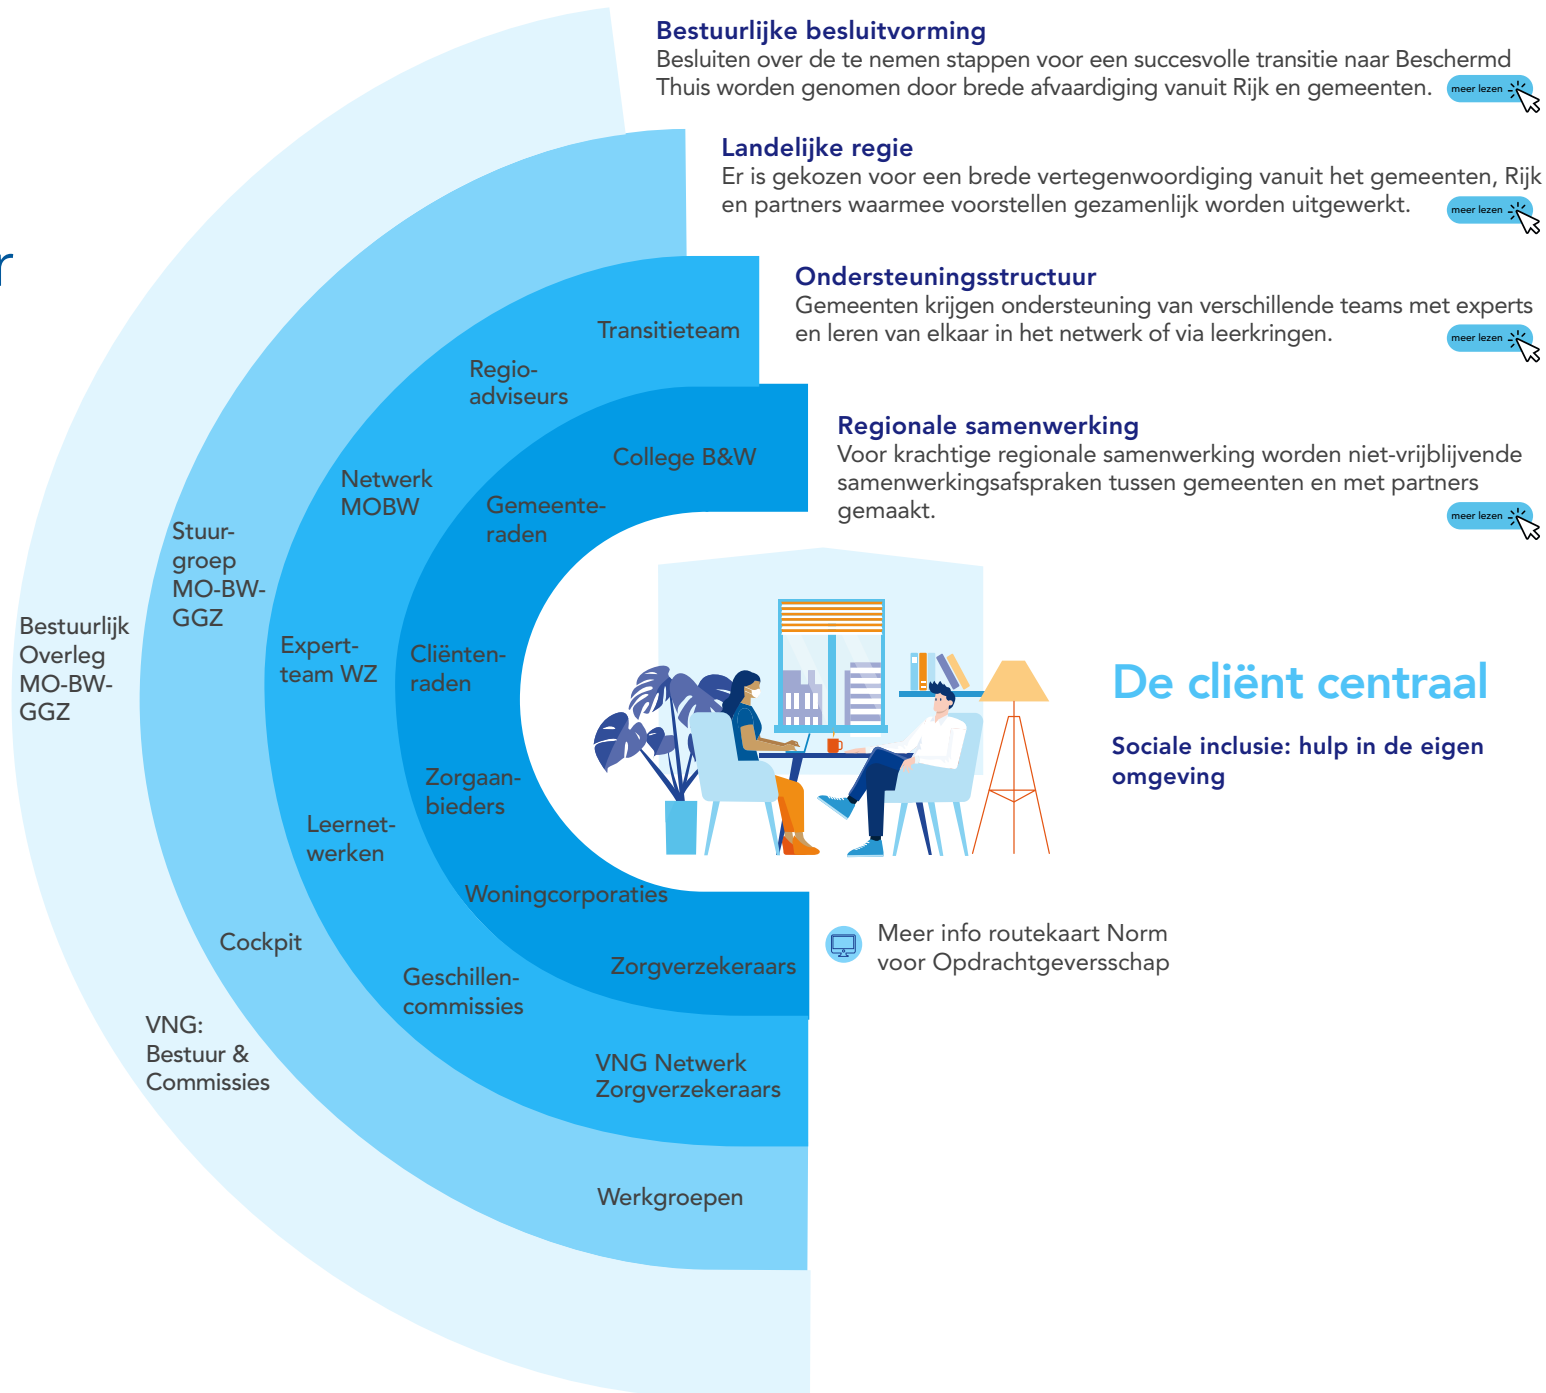 Bestuurlijke besluitvorming
Besluiten over de te nemen stappen voor een succesvolle transitie naar Beschermd
Thuis worden genomen door brede afvaardiging vanuit Rijk en gemeenten.
meer lezen
Landelijke regie
Er is gekozen voor een brede vertegenwoordiging vanuit het gemeenten, Rijk
en partners waarmee voorstellen gezamenlijk worden uitgewerkt.
meer lezen
r
Ondersteuningsstructuur
Gemeenten krijgen ondersteuning van verschillende teams met experts
en leren van elkaar in het netwerk of via leerkringen.
meer lezen
Regionale samenwerking
Voor krachtige regionale samenwerking worden niet-vrijblijvende
samenwerkingsafspraken tussen gemeenten en met partners
gemaakt.
meer lezen
Transitieteam
Regio-
adviseurs
College B&W
Netwerk
MOBW
Gemeente-
raden
Stuur-
groep
MO-BW-
GGZ
Bestuurlijk
Overleg
MO-BW-
GGZ
Expert-
team WZ
Cliënten-
raden
De cliënt centraal
Sociale inclusie: hulp in de eigen
omgeving
Zorgaan-
bieders
Leernet-
werken
Woningcorporaties
Cockpit
Zorgverzekeraars
Meer info routekaart Norm
voor Opdrachtgeversschap
Geschillen-
commissies
VNG:
Bestuur &
Commissies
VNG Netwerk
Zorgverzekeraars
Werkgroepen